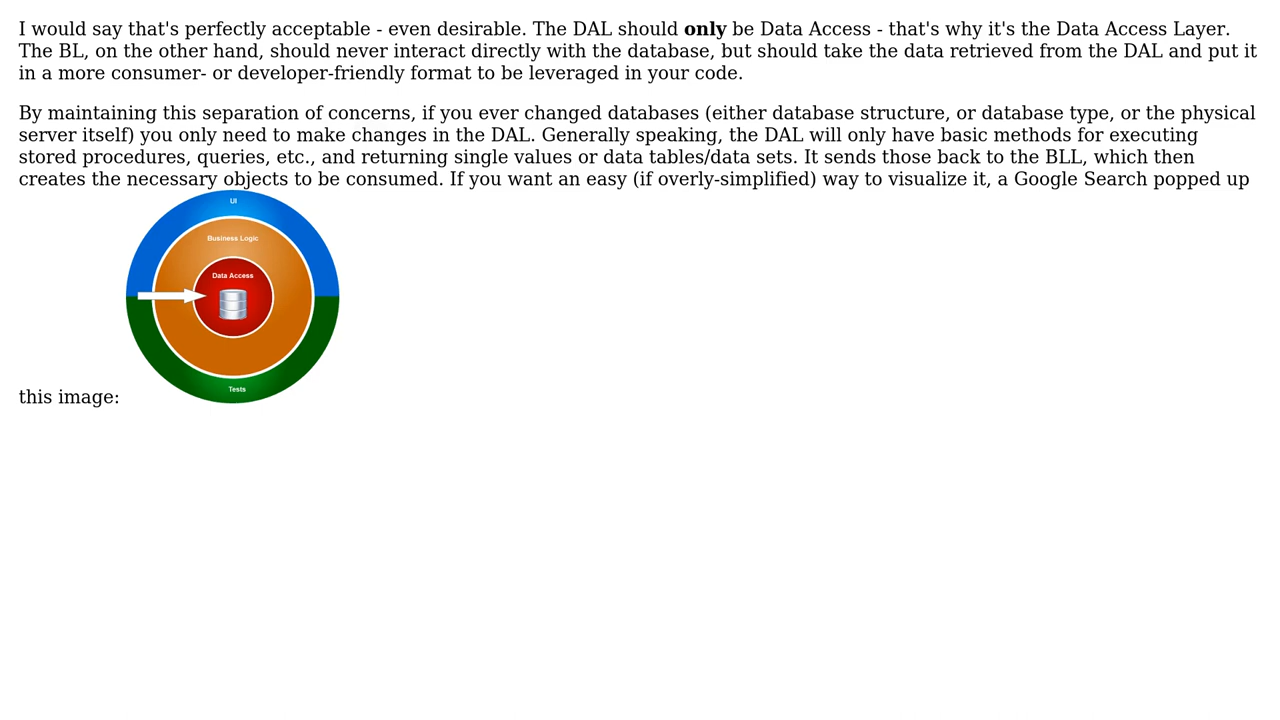 I would say that's perfectly acceptable - even desirable. The DAL should only be Data Access - that's why it's the Data Access Layer.
The BL, on the other hand, should never interact directly with the database, but should take the data retrieved from the DAL and put it
in a more consumer- or developer-friendly format to be leveraged in your code.
By maintaining this separation of concerns, if you ever changed databases (either database structure, or database type, or the physical
server itself) you only need to make changes in the DAL. Generally speaking, the DAL will only have basic methods for executing
stored procedures, queries, etc., and returning single values or data tables/data sets. It sends those back to the BLL, which then
creates the necessary objects to be consumed. If you want an easy (if overly-simplified) way to visualize it, a Google Search popped up
this image:
UI
Business Logic
Data Access
Tests